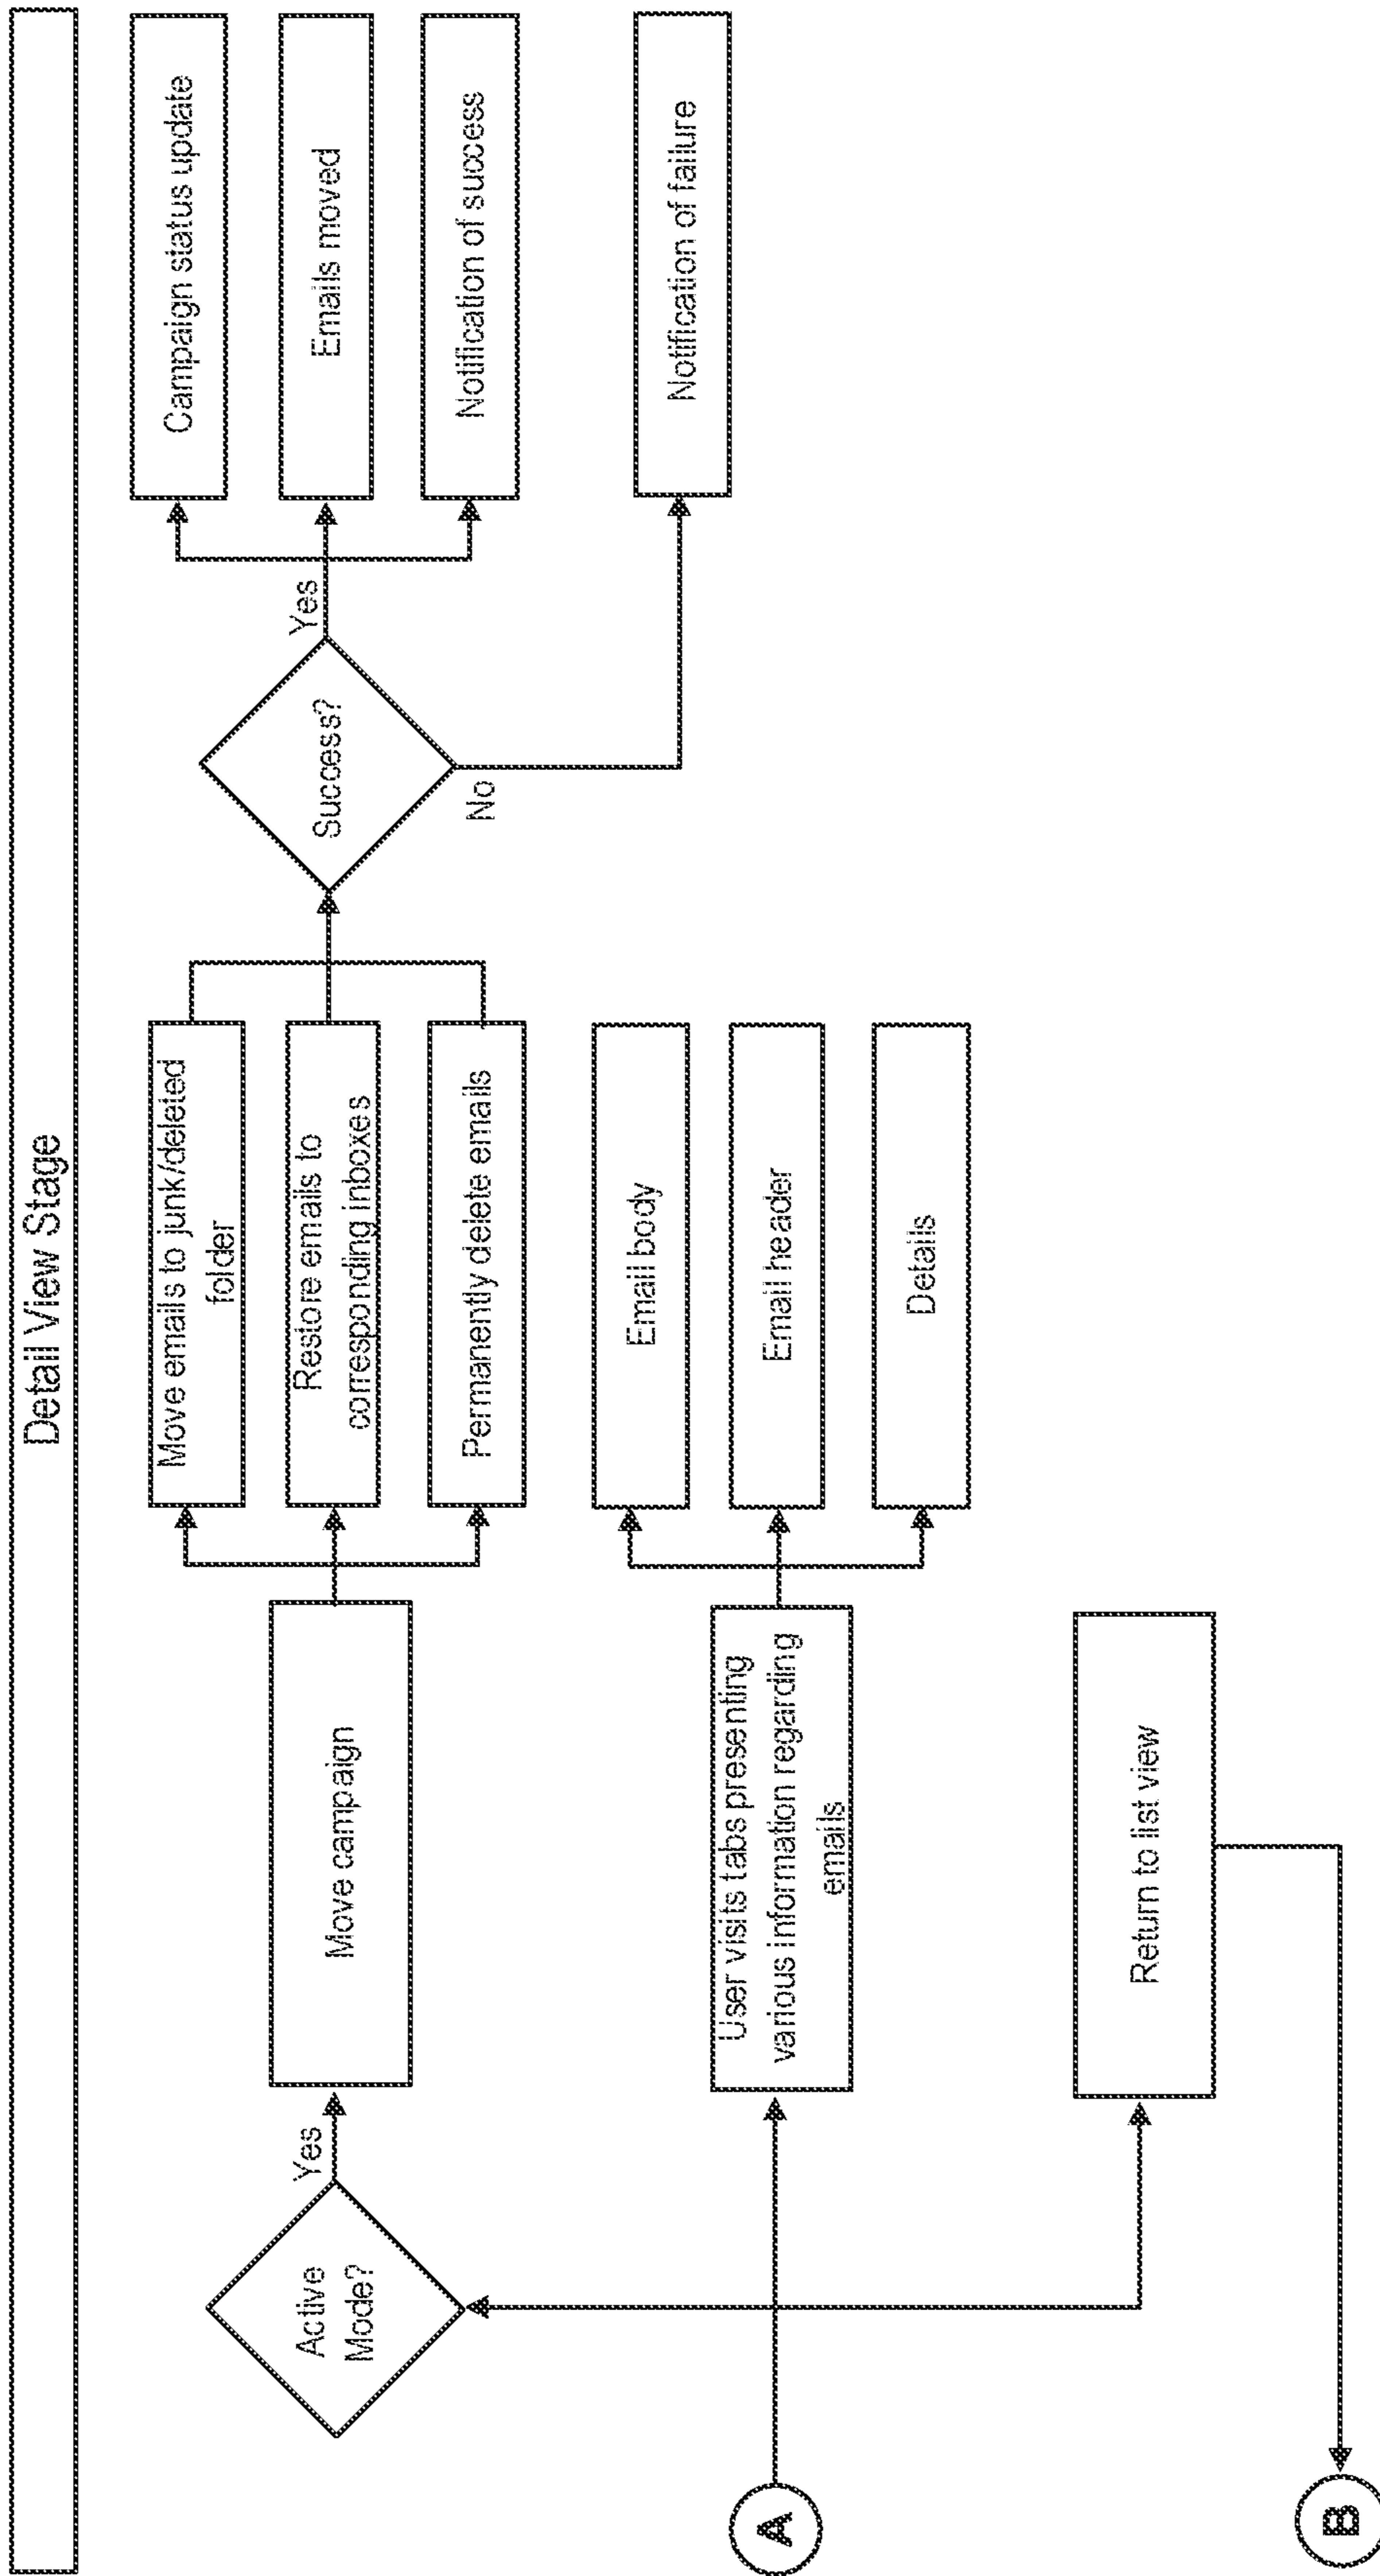 Detail View Stage
Active
Mode?
Yes
Move campaign
Move emails to junk/deleted
folder
Restore emails to
corresponding inboxes
Permanently delete emails
Success?
Yes
No
Campaign status update
Emails moved
Notification of success
Notification of failure
A
User visits tabs presenting
various information regarding
emails
Email body
Email header
Details
Return to list view
B